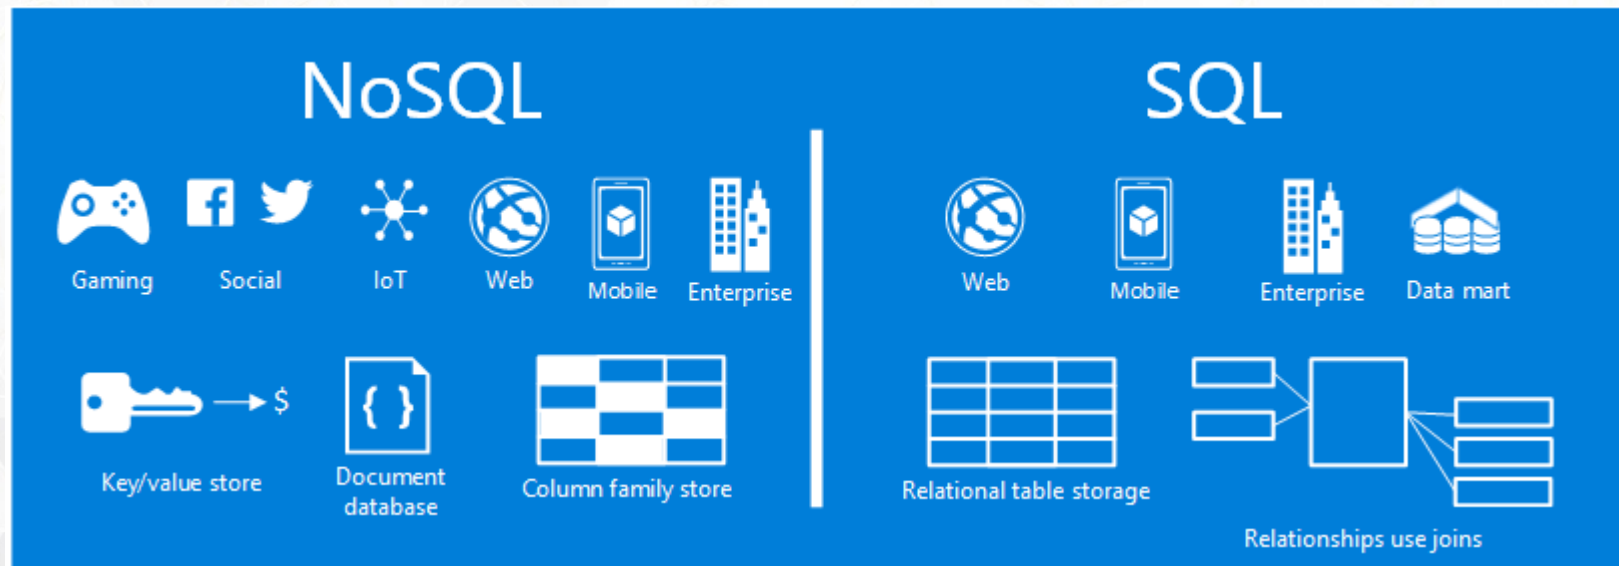 NoSQL
SQL
Gaming
Social
IoT
Web
Mobile
Enterprise
Web
Mobile
Enterprise
Data mart
$
{ }
Key/value store
Document
database
Column family store
Relational table storage
Relationships use joins